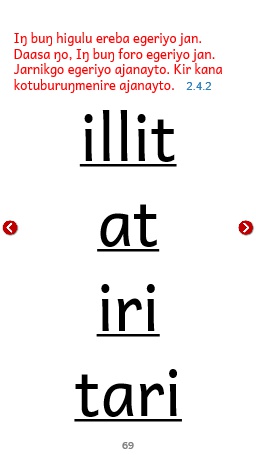 Iŋ buŋ higulu ereba egeriyo jan.
Daasa ŋo, Iŋ buŋ foro egeriyo jan.
Jarnikgo egeriyo ajanayto. Kir kana
kotuburuŋmenire ajanayto. 2.4.2
illit
at
iri
tari
69